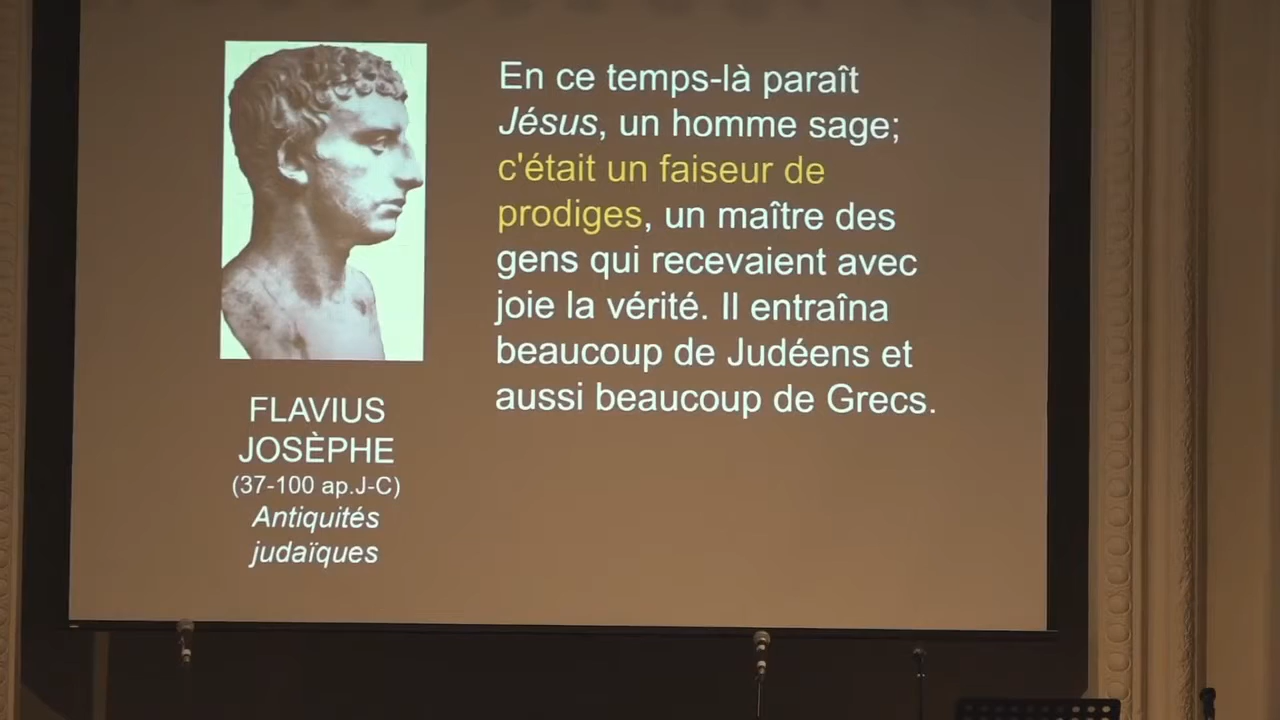 En ce temps-là paraît
Jésus, un homme sage;
c'était un faiseur de
prodiges, un maître des
gens qui recevaient avec
joie la vérité. Il entraîna
beaucoup de Judéens et
aussi beaucoup de Grecs.
FLAVIUS
JOSÈPHE
(37-100 ap.J-C)
Antiquités
judaïques